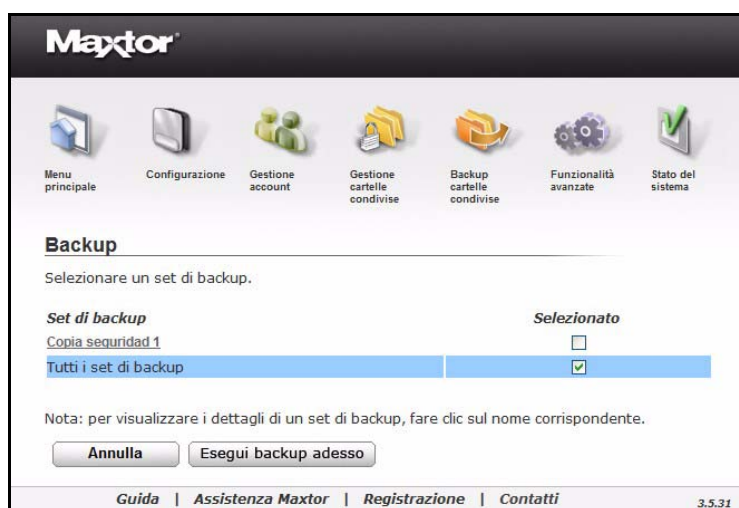 Maxtor
Menu principale
Configurazione
Gestione account
Gestione cartelle condivise
Backup cartelle condivise
Funzionalità avanzate
Stato del sistema
Backup
Selezionare un set di backup.
Set di backup Selezionato
Copia seguridad 1
Tutti i set di backup
Nota: per visualizzare i dettagli di un set di backup, fare clic sul nome corrispondente.
Annulla Esegui backup adesso
Guida | Assistenza Maxtor | Registrazione | Contatti 3.5.31